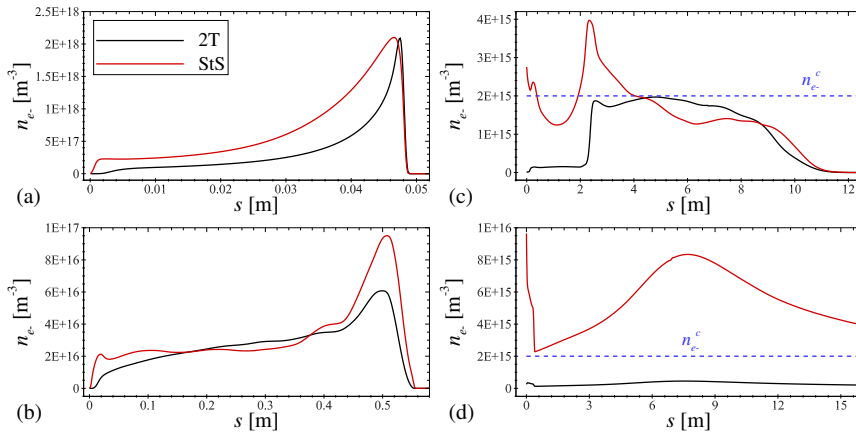 2.5E+18
2E+18
1.5E+18
1E+18
5E+17
0
n_e- [m⁻³]
2T
StS
0 0.01 0.02 0.03 0.04 0.05
s [m]
(a)
4E+15
3E+15
2E+15
1E+15
0
n_e- [m⁻³]
n_e-^c
0 2 4 6 8 10 12
s [m]
(c)
1E+17
8E+16
6E+16
4E+16
2E+16
0
n_e- [m⁻³]
0 0.1 0.2 0.3 0.4 0.5
s [m]
(b)
1E+16
8E+15
6E+15
4E+15
2E+15
0
n_e- [m⁻³]
n_e-^c
0 3 6 9 12 15
s [m]
(d)